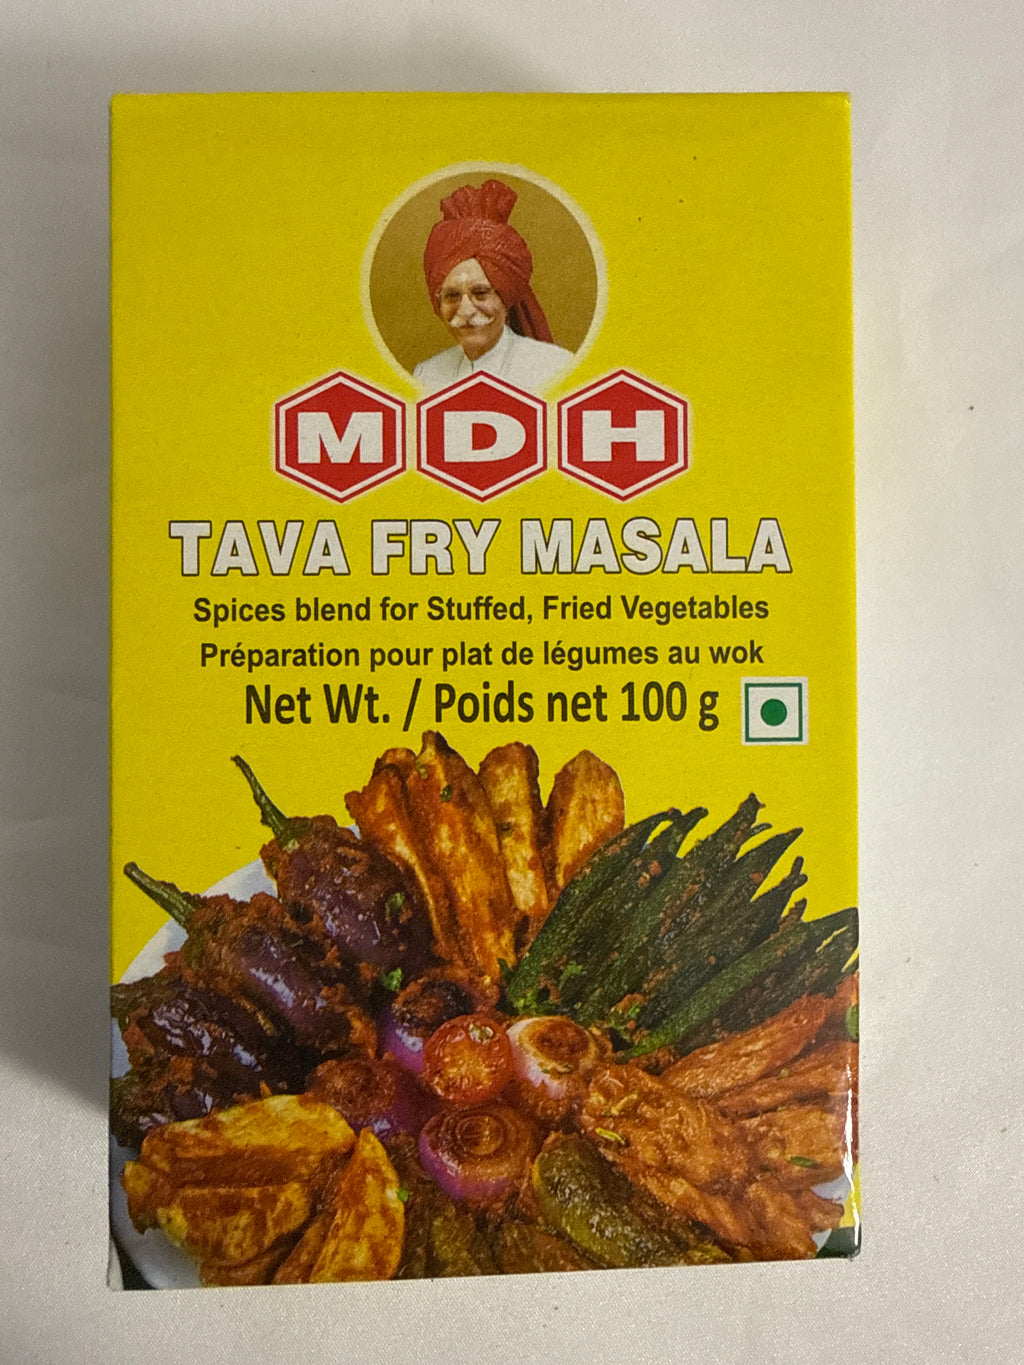 MDH
TAVA FRY MASALA
Spices blend for Stuffed, Fried Vegetables
Préparation pour plat de légumes au wok
Net Wt. / Poids net 100 g